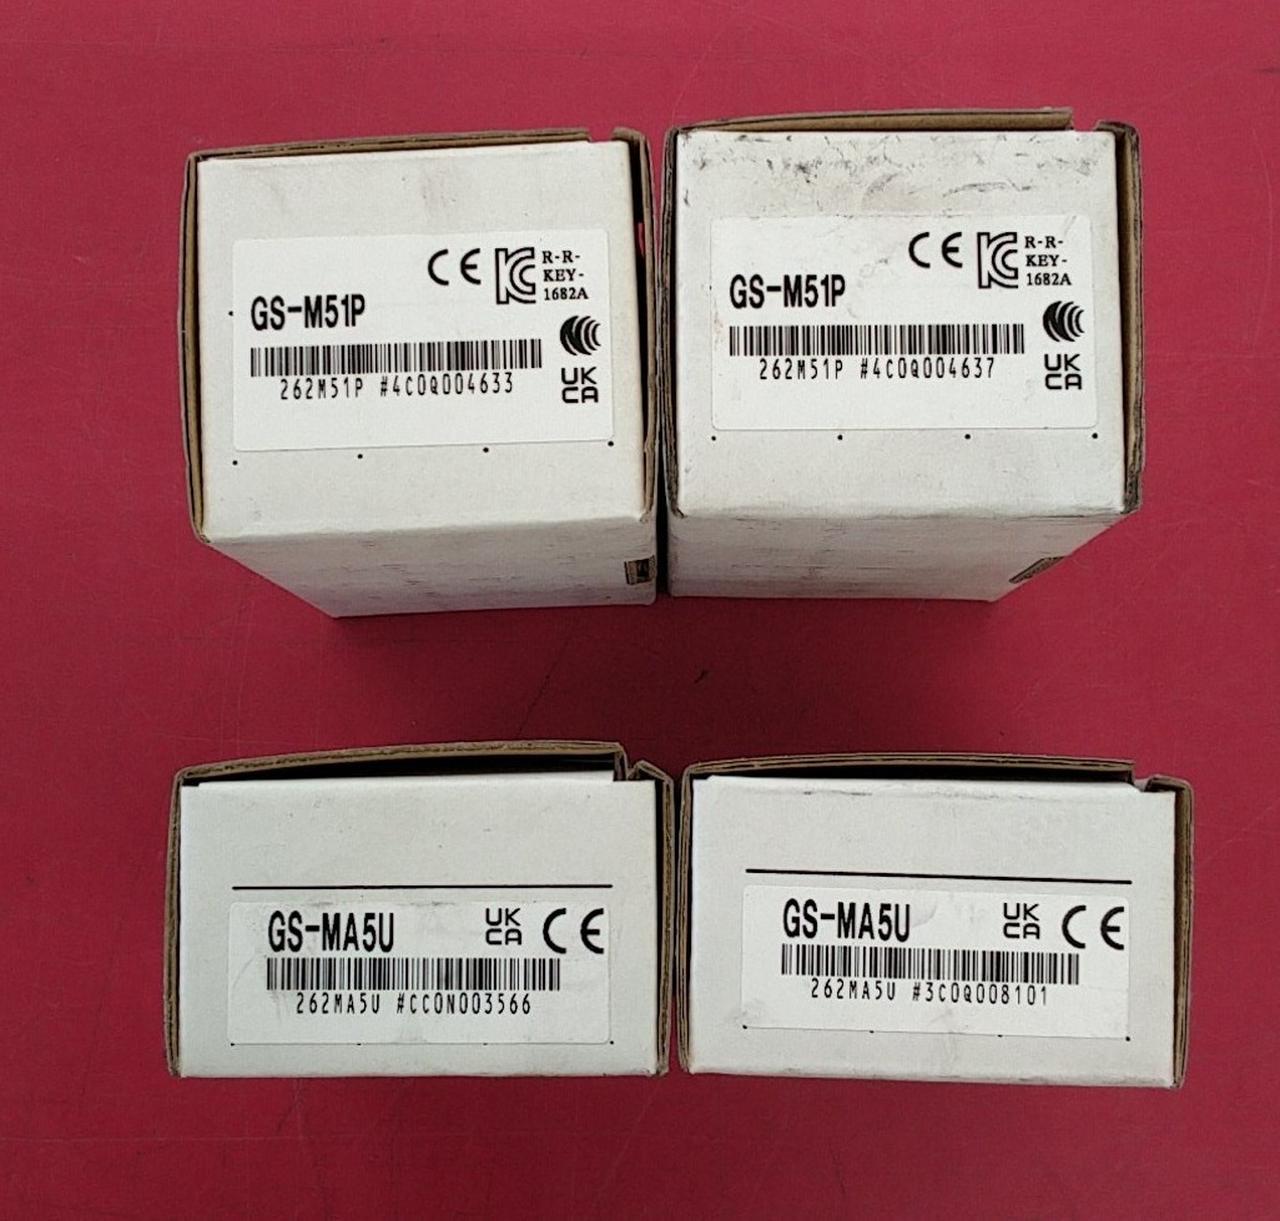 CE
R-R-
KEY-
1682A
GS-M51P
262M51P #4C0Q004633
UK
CA
CE
R-R-
KEY-
1682A
GS-M51P
262M51P #4C0Q004637
UK
CA
GS-MA5U
UK
CA
CE
262MA5U #CC0N003566
GS-MA5U
UK
CA
CE
262MA5U #3C0Q008101